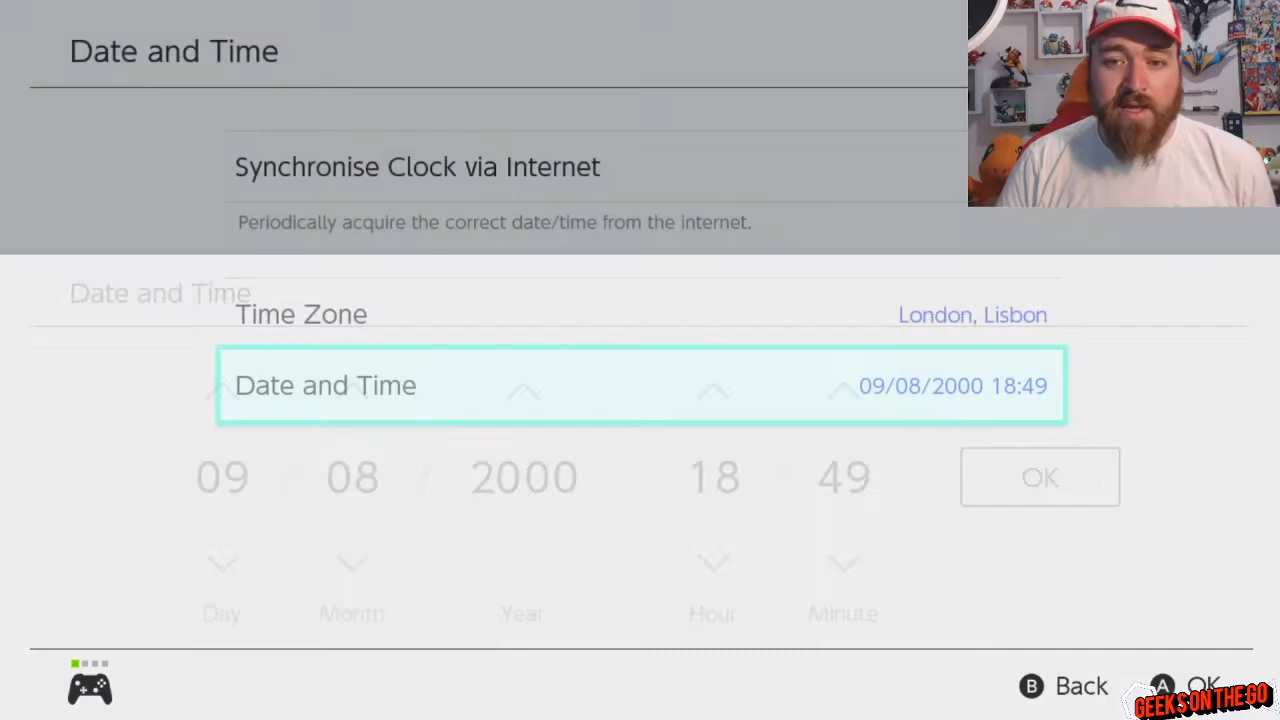 Date and Time
Synchronise Clock via Internet
Periodically acquire the correct date/time from the internet.
Date and Time
Time Zone London, Lisbon
Date and Time 09/08/2000 18:49
09 / 08 / 2000 18 : 49 OK
Day Month Year Hour Minute
B Back A OK
GEEKS ON THE GO